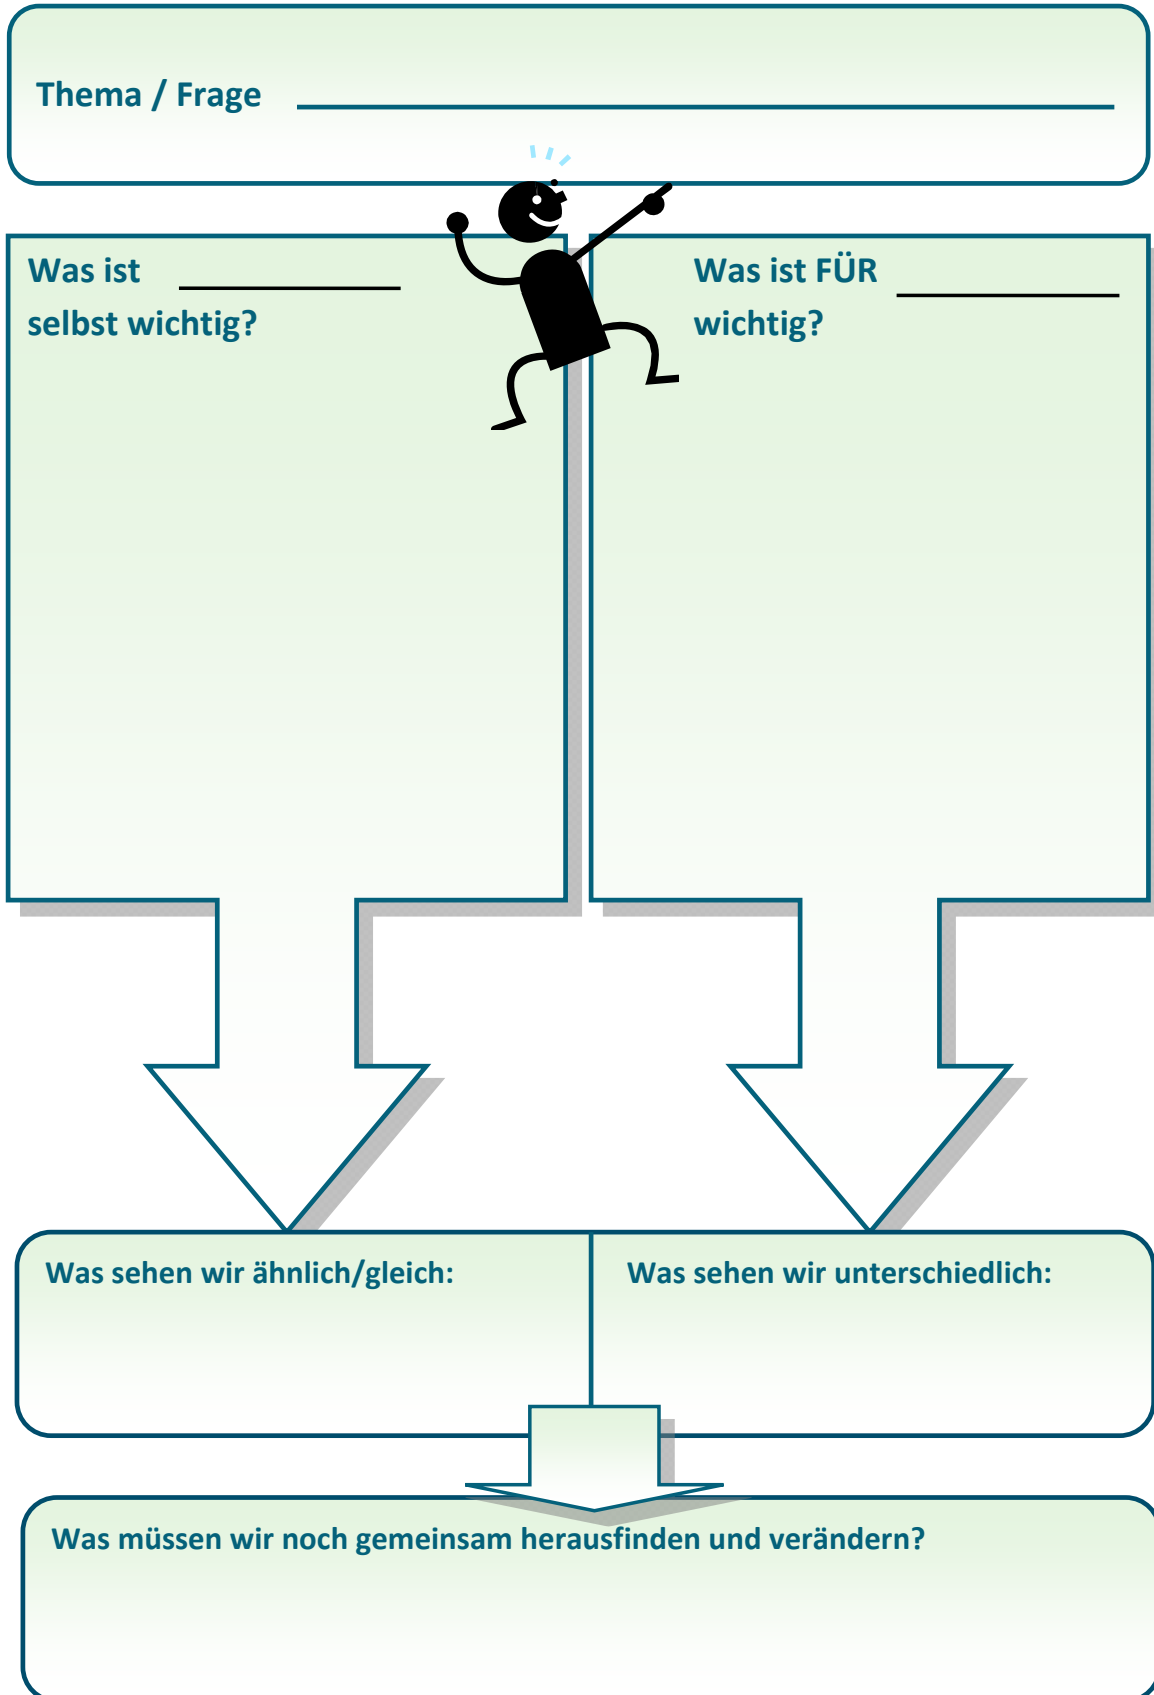 Thema / Frage
Was ist
selbst wichtig?
Was ist FÜR
wichtig?
Was sehen wir ähnlich/gleich:
Was sehen wir unterschiedlich:
Was müssen wir noch gemeinsam herausfinden und verändern?